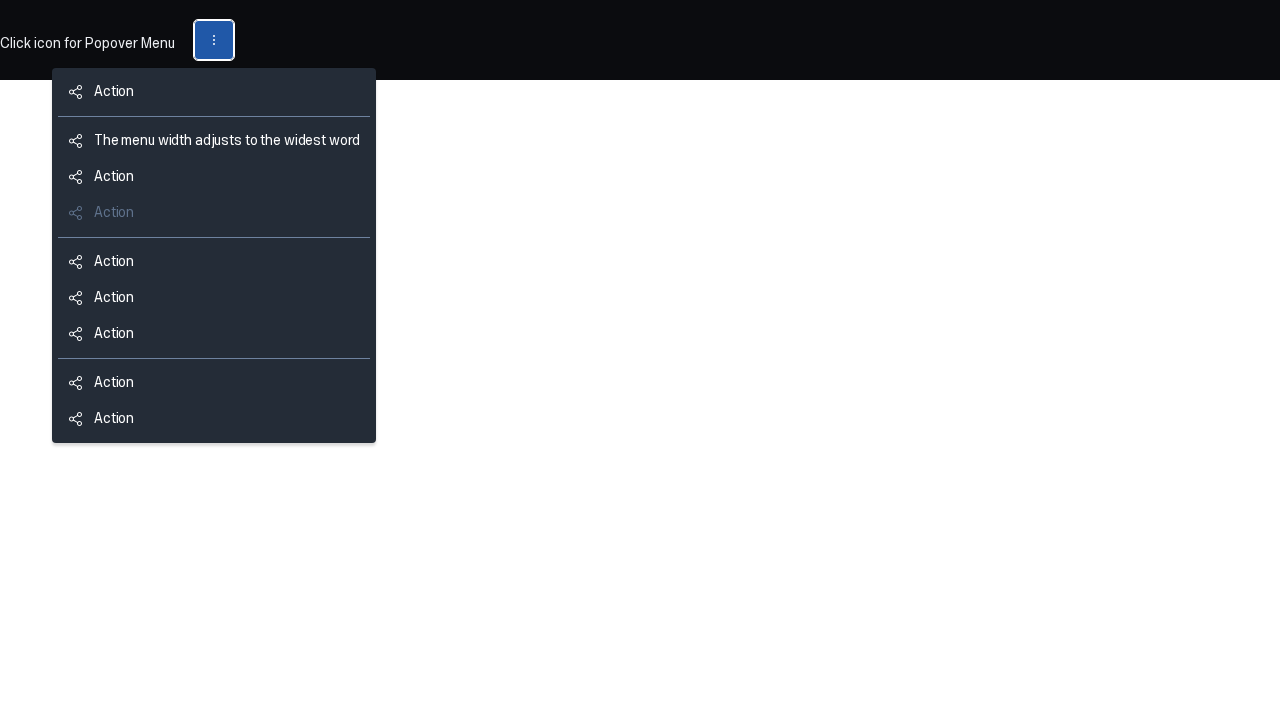 Click icon for Popover Menu
Action
The menu width adjusts to the widest word
Action
Action
Action
Action
Action
Action
Action